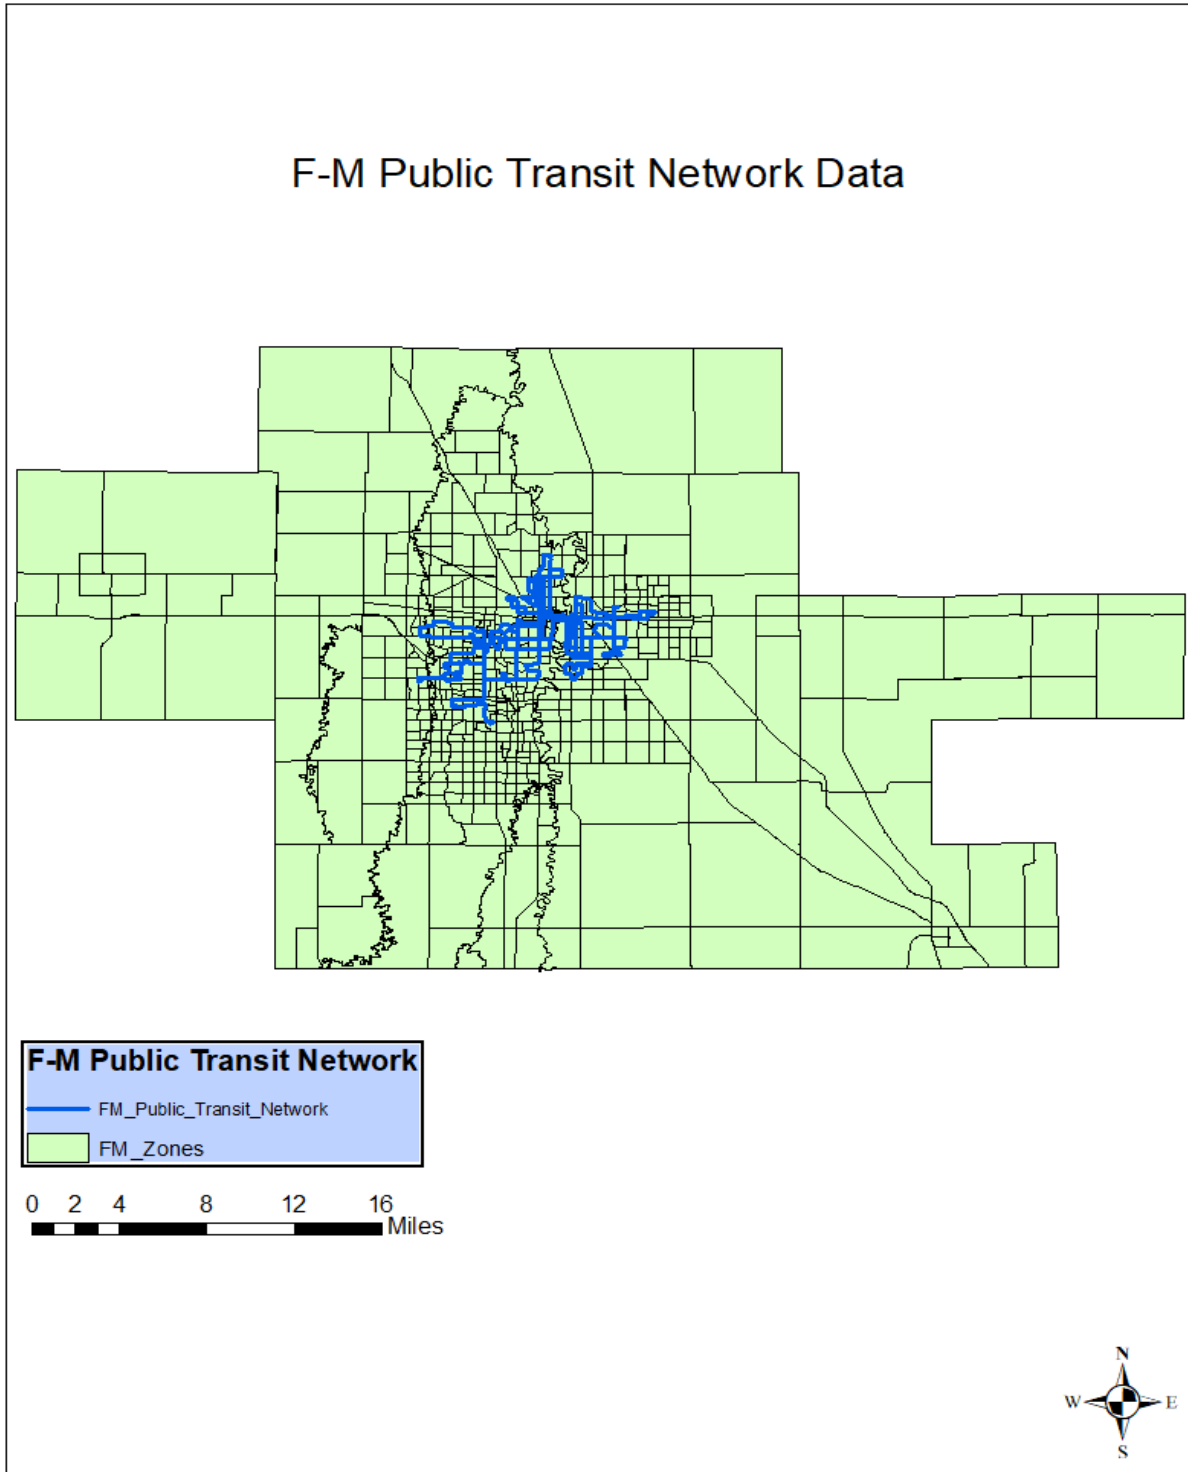 F-M Public Transit Network Data
F-M Public Transit Network
FM_Public_Transit_Network
FM_Zones
0 2 4 8 12 16
Miles
N
W E
S